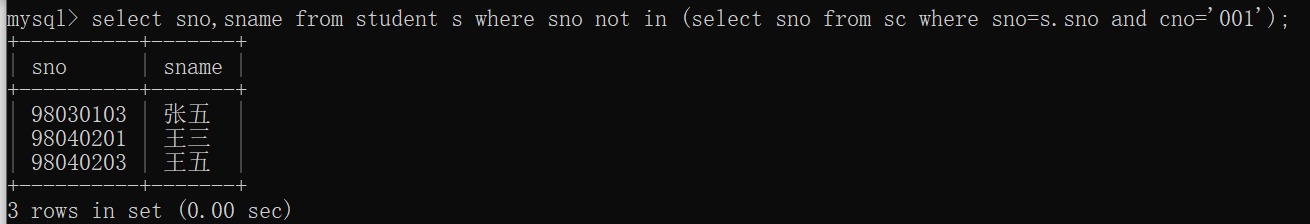 mysql> select sno,sname from student s where sno not in (select sno from sc where sno=s.sno and cno='001');
+----------+-------+
| sno      | sname |
+----------+-------+
| 98030103 | 张五  |
| 98040201 | 王三  |
| 98040203 | 王五  |
+----------+-------+
3 rows in set (0.00 sec)